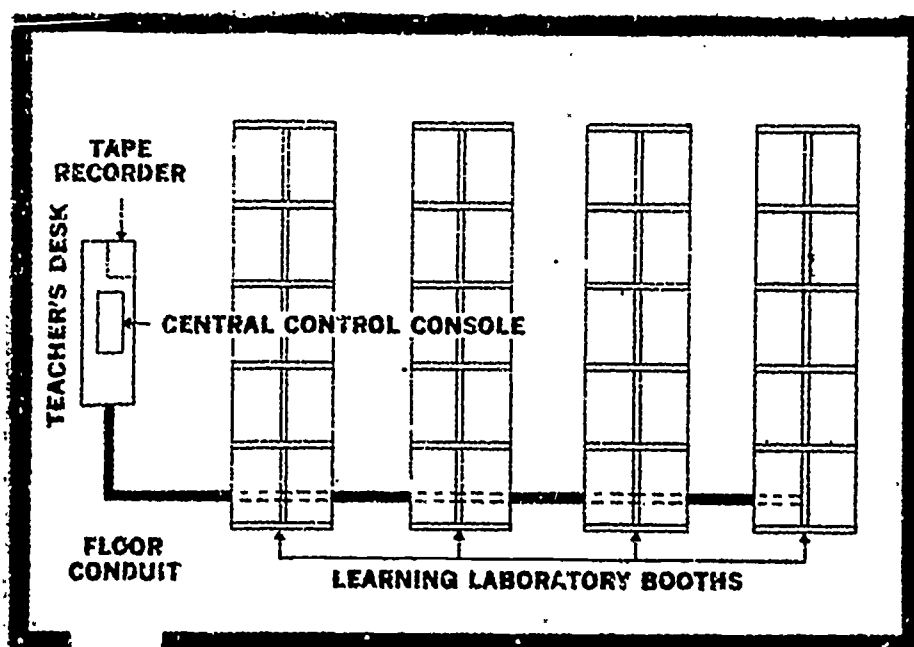 TAPE
RECORDER
TEACHER'S DESK
CENTRAL CONTROL CONSOLE
FLOOR
CONDUIT
LEARNING LABORATORY BOOTHS